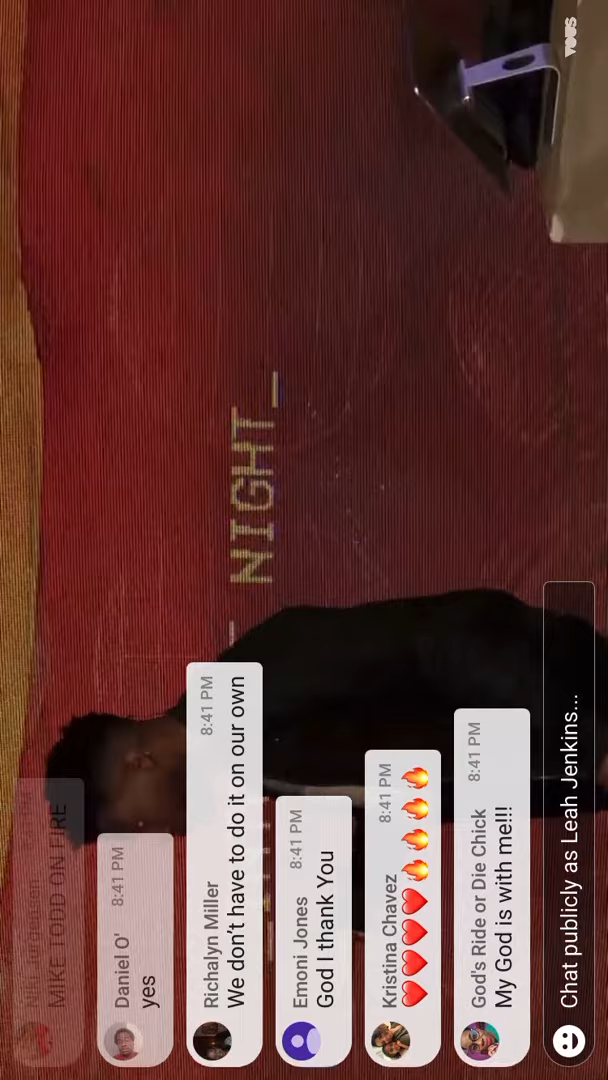 MIKE TODD ON FIRE
Daniel O' 8:41 PM
yes
Richalyn Miller 8:41 PM
We don't have to do it on our own
Emoni Jones 8:41 PM
God I thank You
Kristina Chavez 8:41 PM
❤️❤️❤️❤️🔥🔥🔥🔥
God's Ride or Die Chick 8:41 PM
My God is with me!!!
Chat publicly as Leah Jenkins...
NIGHT_
VOUS